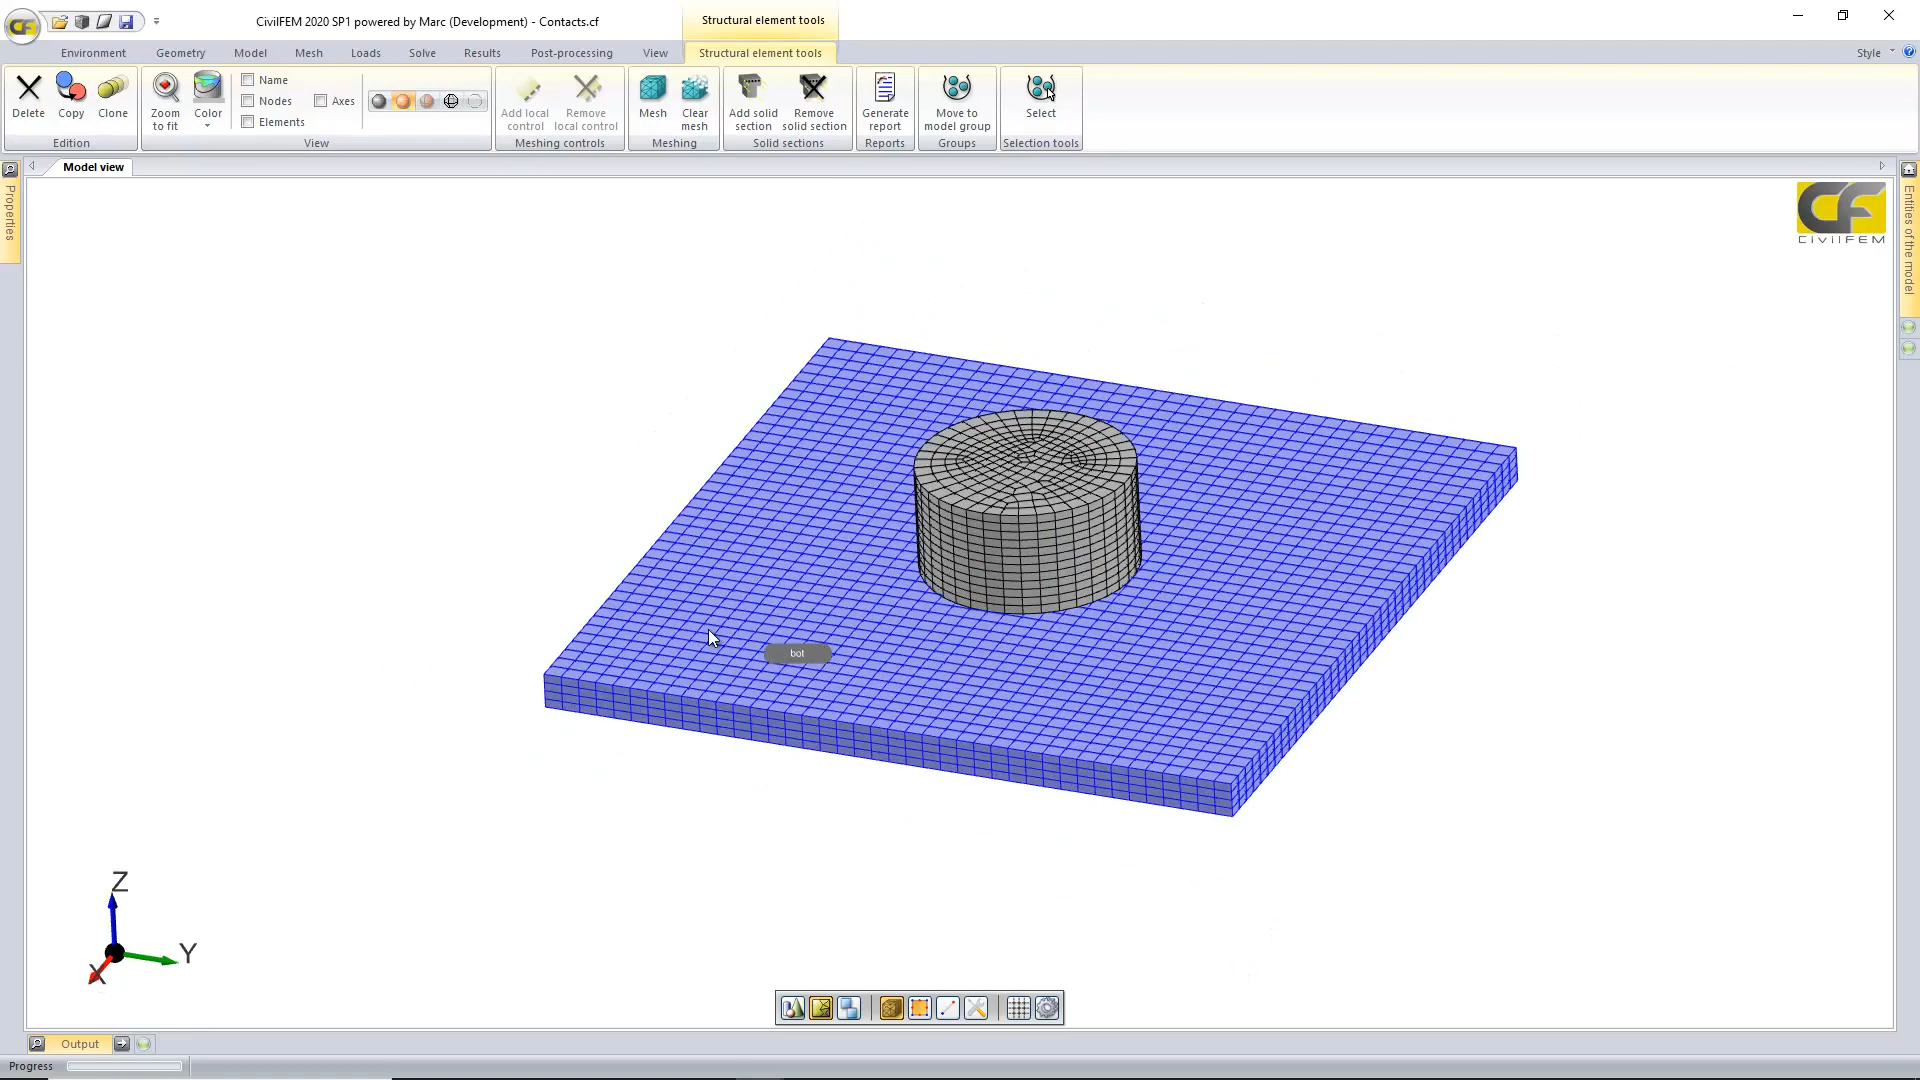 CivilFEM 2020 SP1 powered by Marc (Development) - Contacts.cf
Structural element tools
Environment Geometry Model Mesh Loads Solve Results Post-processing View Structural element tools Style
Delete Copy Clone
Edition
Zoom to fit Color Name Nodes Elements Axes
View
Add local control Remove local control
Meshing controls
Mesh Clear mesh
Meshing
Add solid section Remove solid section
Solid sections
Generate report
Reports
Move to model group
Groups
Select
Selection tools
Model view
Properties
Entities of the model
CF
CIVILFEM
bot
Z
Y
X
Output
Progress